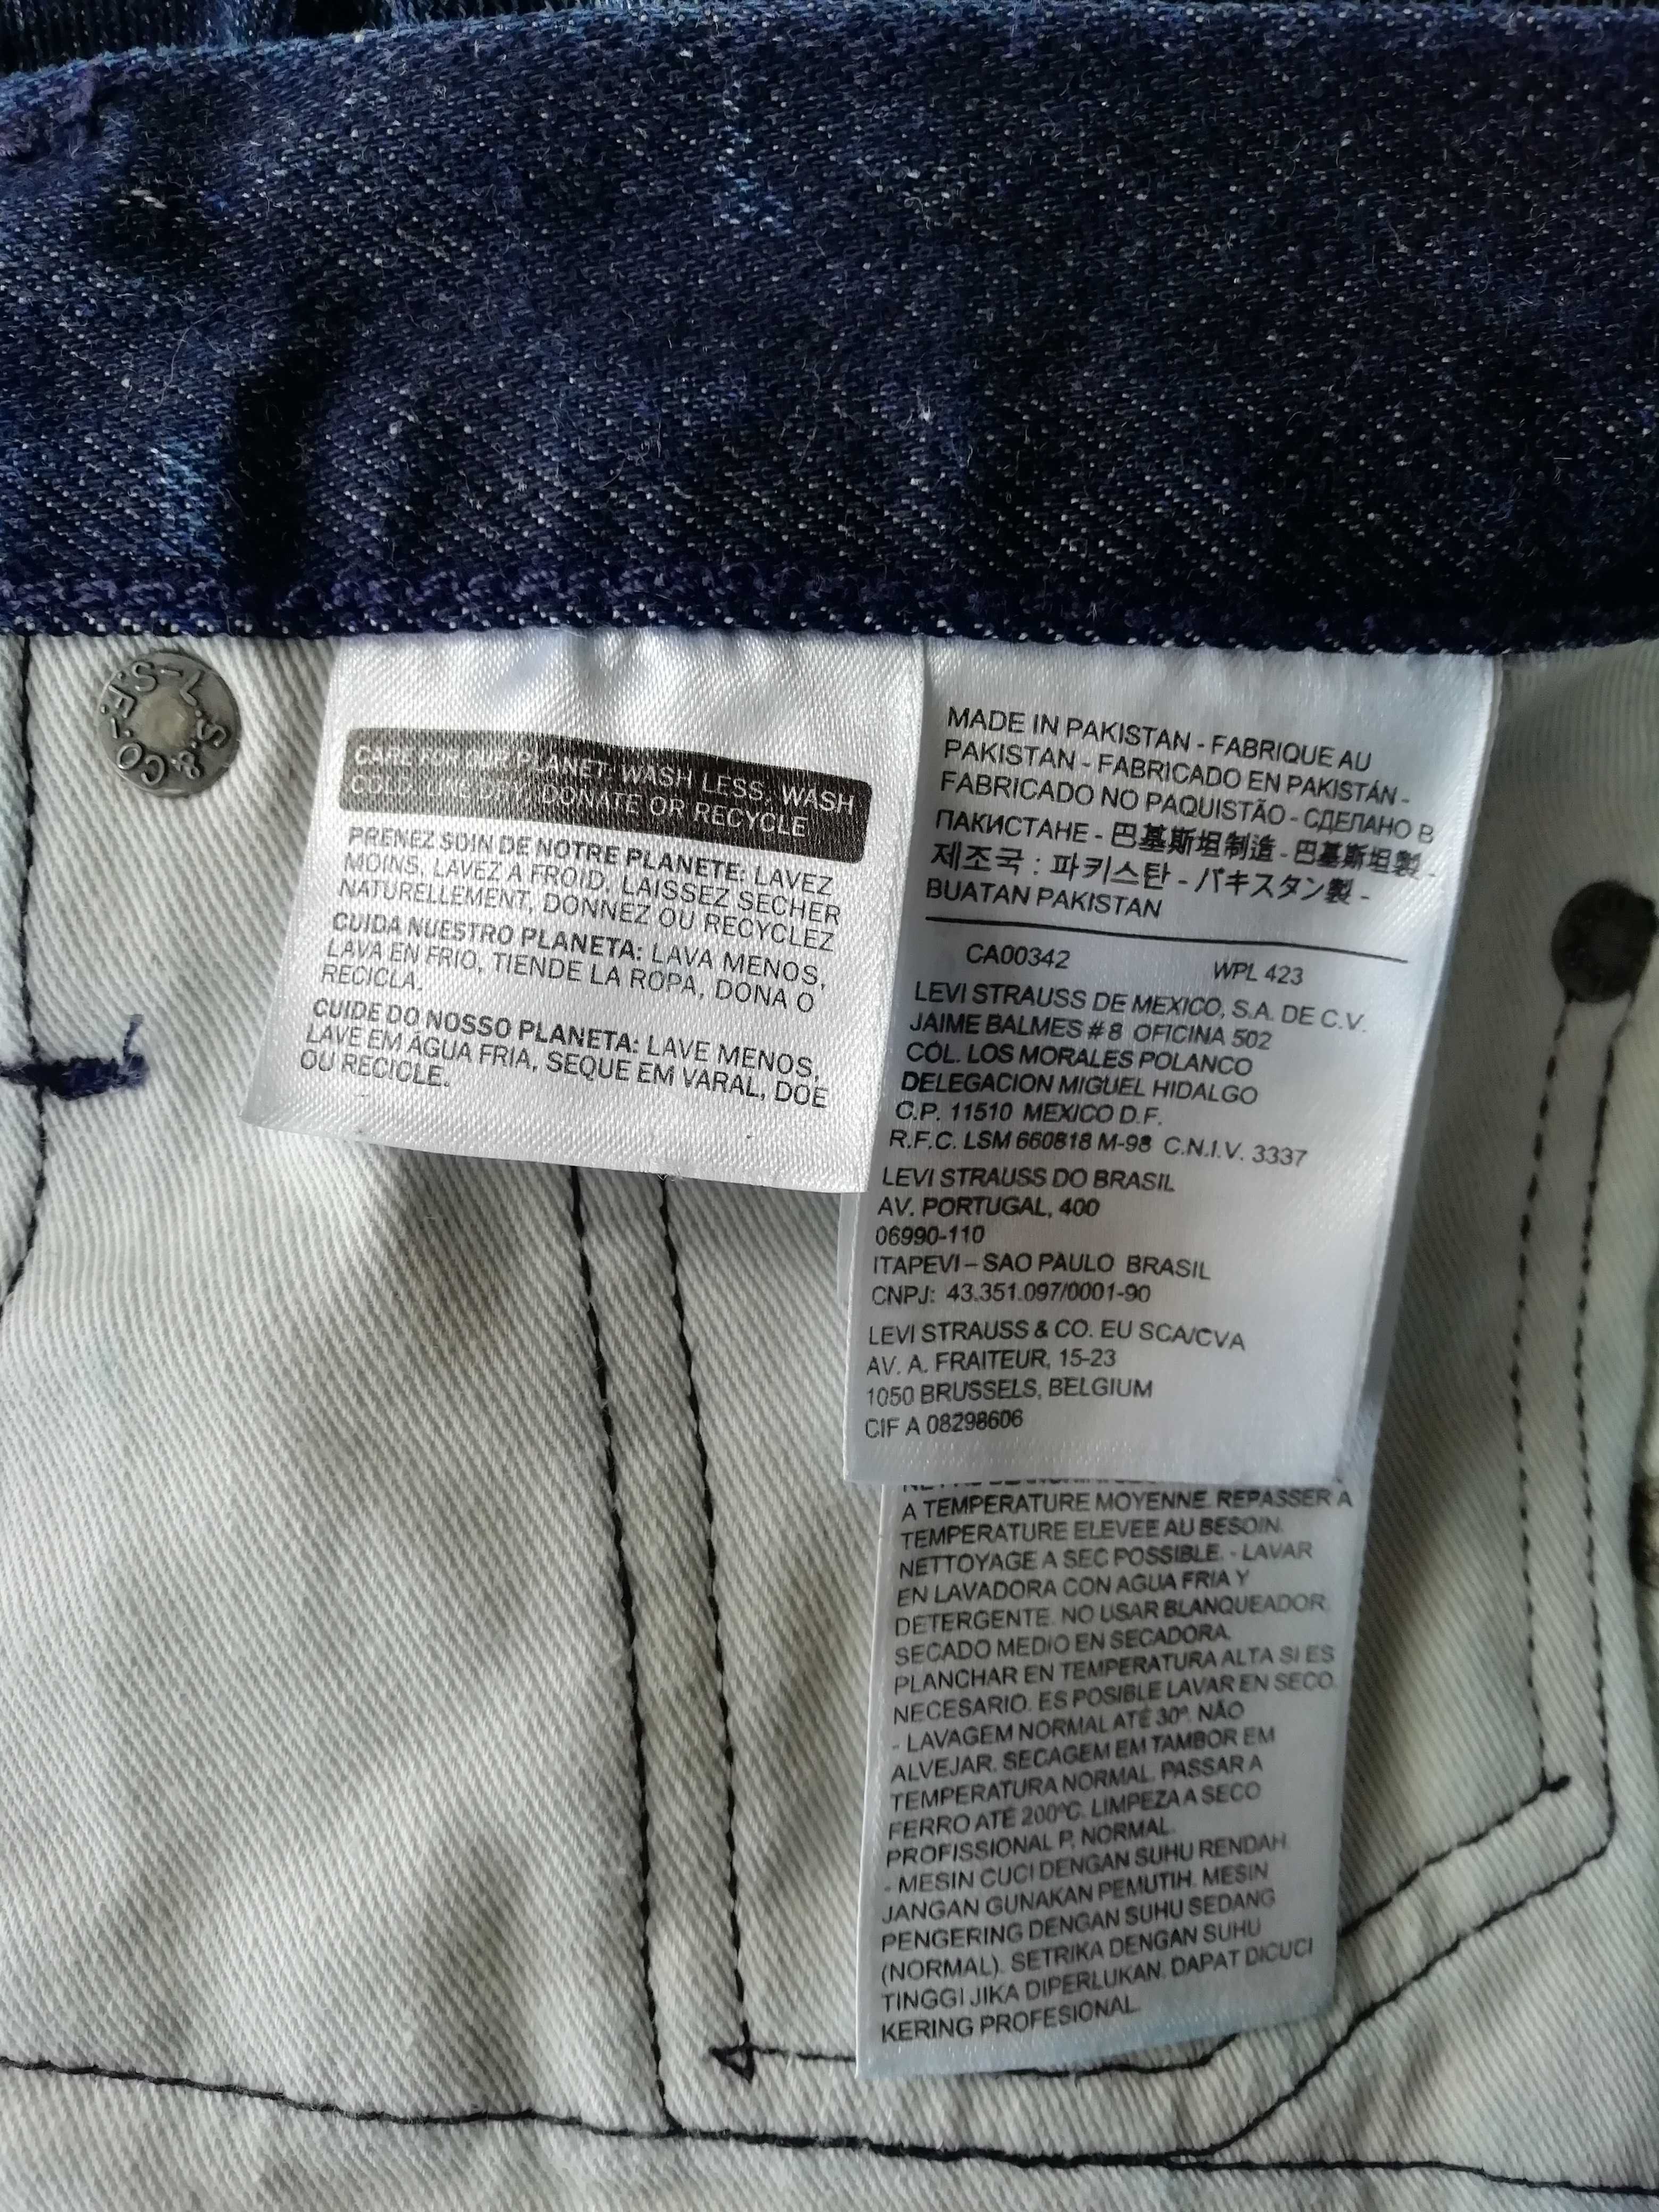 L.S.&CO.-S.F.-
CARE FOR OUR PLANET: WASH LESS, WASH
COLD, LINE DRY, DONATE OR RECYCLE
PRENEZ SOIN DE NOTRE PLANETE: LAVEZ
MOINS, LAVEZ A FROID, LAISSEZ SECHER
NATURELLEMENT, DONNEZ OU RECYCLEZ
CUIDA NUESTRO PLANETA: LAVA MENOS,
LAVA EN FRIO, TIENDE LA ROPA, DONA O
RECICLA.
CUIDE DO NOSSO PLANETA: LAVE MENOS,
LAVE EM AGUA FRIA, SEQUE EM VARAL, DOE
OU RECICLE.
MADE IN PAKISTAN - FABRIQUE AU
PAKISTAN - FABRICADO EN PAKISTÁN -
FABRICADO NO PAQUISTÃO - СДЕЛАНО В
ПАКИСТАНЕ - 巴基斯坦制造 - 巴基斯坦製 -
제조국 : 파키스탄 - パキスタン製 -
BUATAN PAKISTAN
CA00342 WPL 423
LEVI STRAUSS DE MEXICO, S.A. DE C.V.
JAIME BALMES # 8 OFICINA 502
COL. LOS MORALES POLANCO
DELEGACION MIGUEL HIDALGO
C.P. 11510 MEXICO D.F.
R.F.C. LSM 660818 M-98 C.N.I.V. 3337
LEVI STRAUSS DO BRASIL
AV. PORTUGAL, 400
06990-110
ITAPEVI – SAO PAULO BRASIL
CNPJ: 43.351.097/0001-90
LEVI STRAUSS & CO. EU SCA/CVA
AV. A. FRAITEUR, 15-23
1050 BRUSSELS, BELGIUM
CIF A 08298606
A TEMPERATURE MOYENNE. REPASSER A
TEMPERATURE ELEVEE AU BESOIN.
NETTOYAGE A SEC POSSIBLE. - LAVAR
EN LAVADORA CON AGUA FRIA Y
DETERGENTE. NO USAR BLANQUEADOR.
SECADO MEDIO EN SECADORA.
PLANCHAR EN TEMPERATURA ALTA SI ES
NECESARIO. ES POSIBLE LAVAR EN SECO.
- LAVAGEM NORMAL ATÉ 30º. NÃO
ALVEJAR. SECAGEM EM TAMBOR EM
TEMPERATURA NORMAL. PASSAR A
FERRO ATÉ 200ºC. LIMPEZA A SECO
PROFISSIONAL P, NORMAL.
- MESIN CUCI DENGAN SUHU RENDAH.
JANGAN GUNAKAN PEMUTIH. MESIN
PENGERING DENGAN SUHU SEDANG
(NORMAL). SETRIKA DENGAN SUHU
TINGGI JIKA DIPERLUKAN. DAPAT DICUCI
KERING PROFESIONAL.